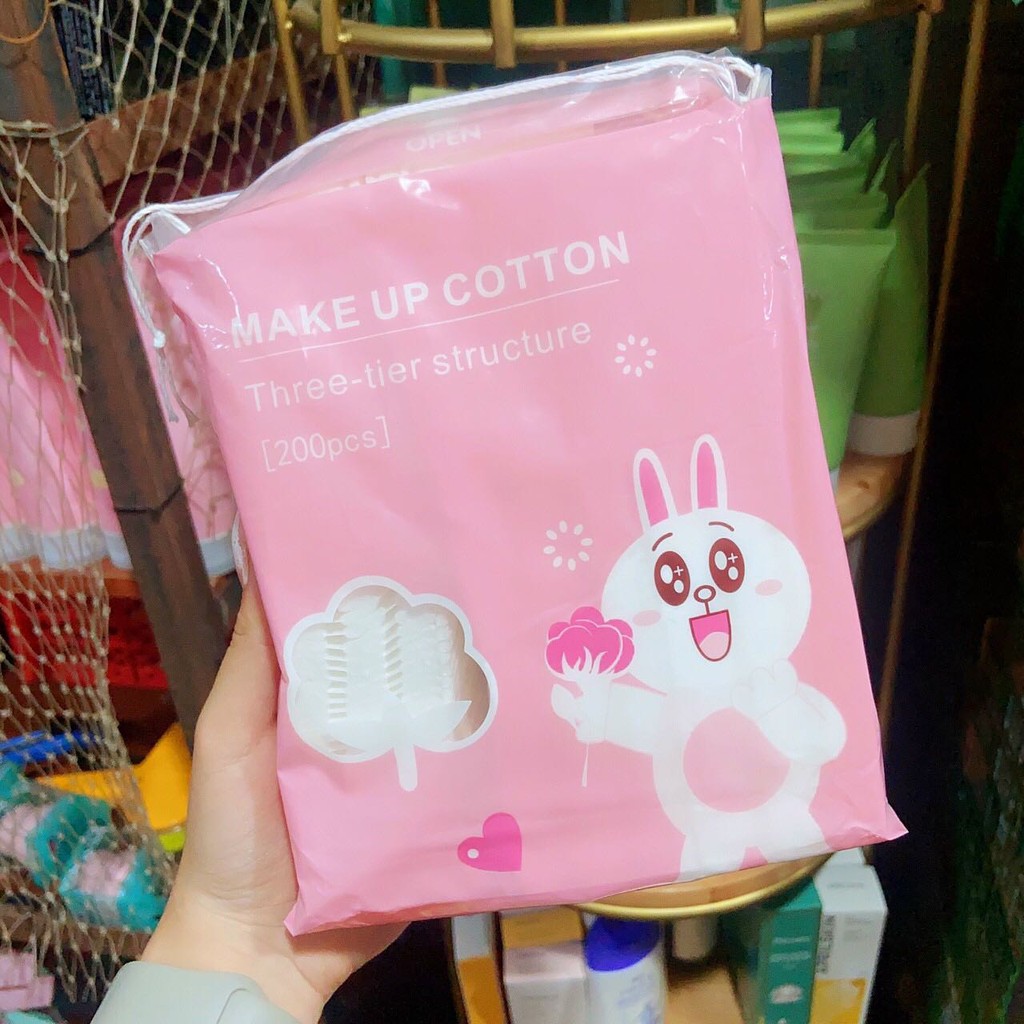 OPEN
MAKE UP COTTON
Three-tier structure
[200pcs]